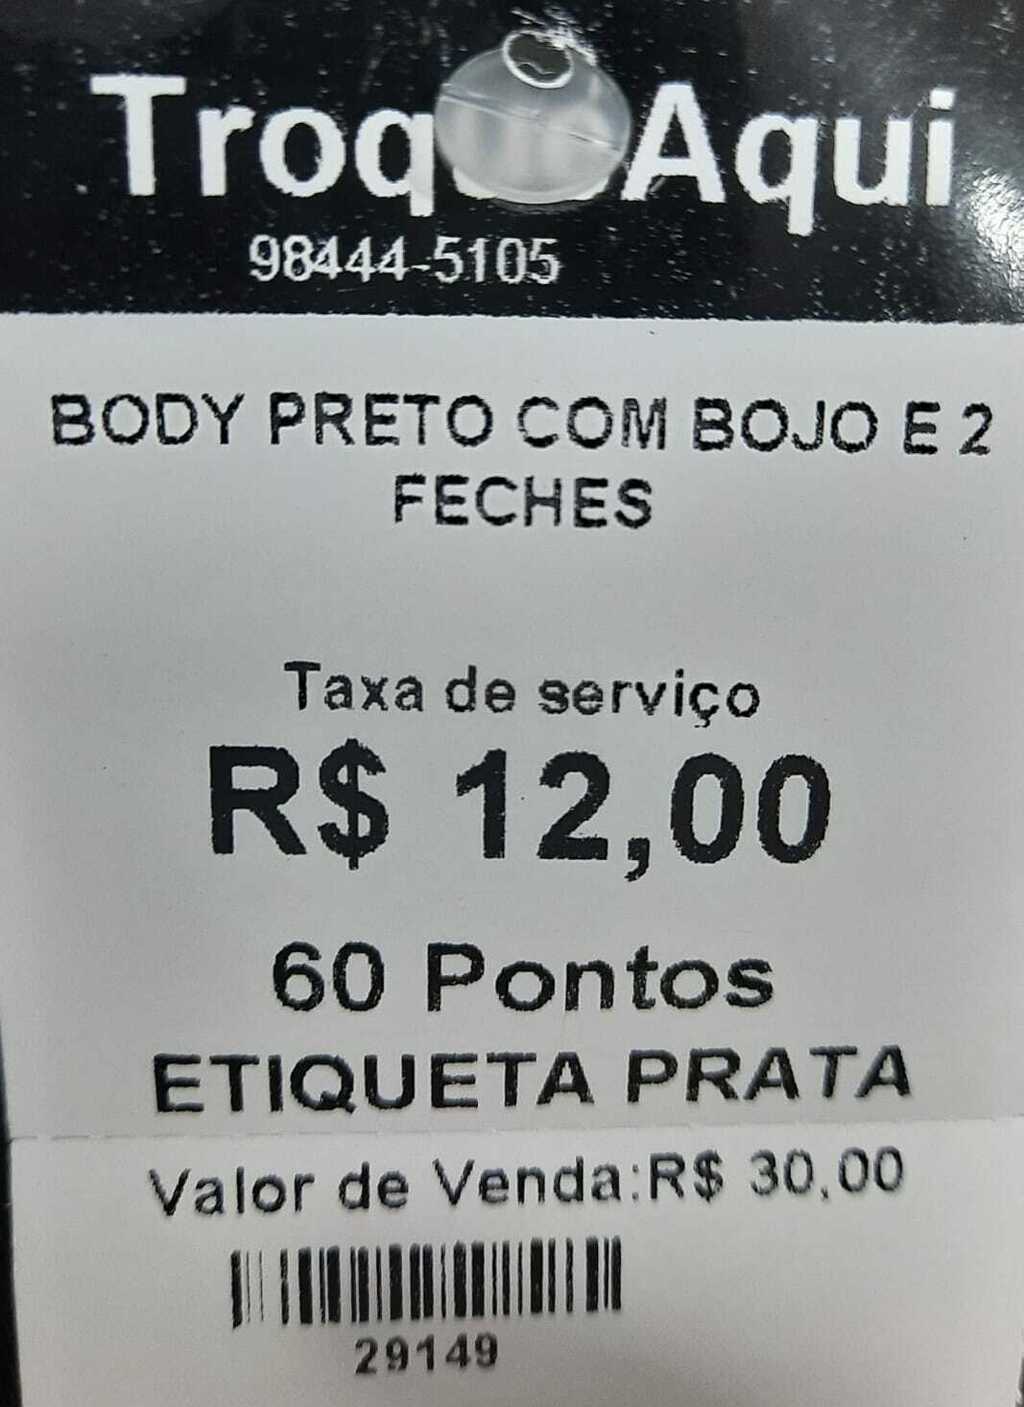 Troque Aqui
98444-5105
BODY PRETO COM BOJO E 2
FECHES
Taxa de serviço
R$ 12,00
60 Pontos
ETIQUETA PRATA
Valor de Venda:R$ 30,00
29149